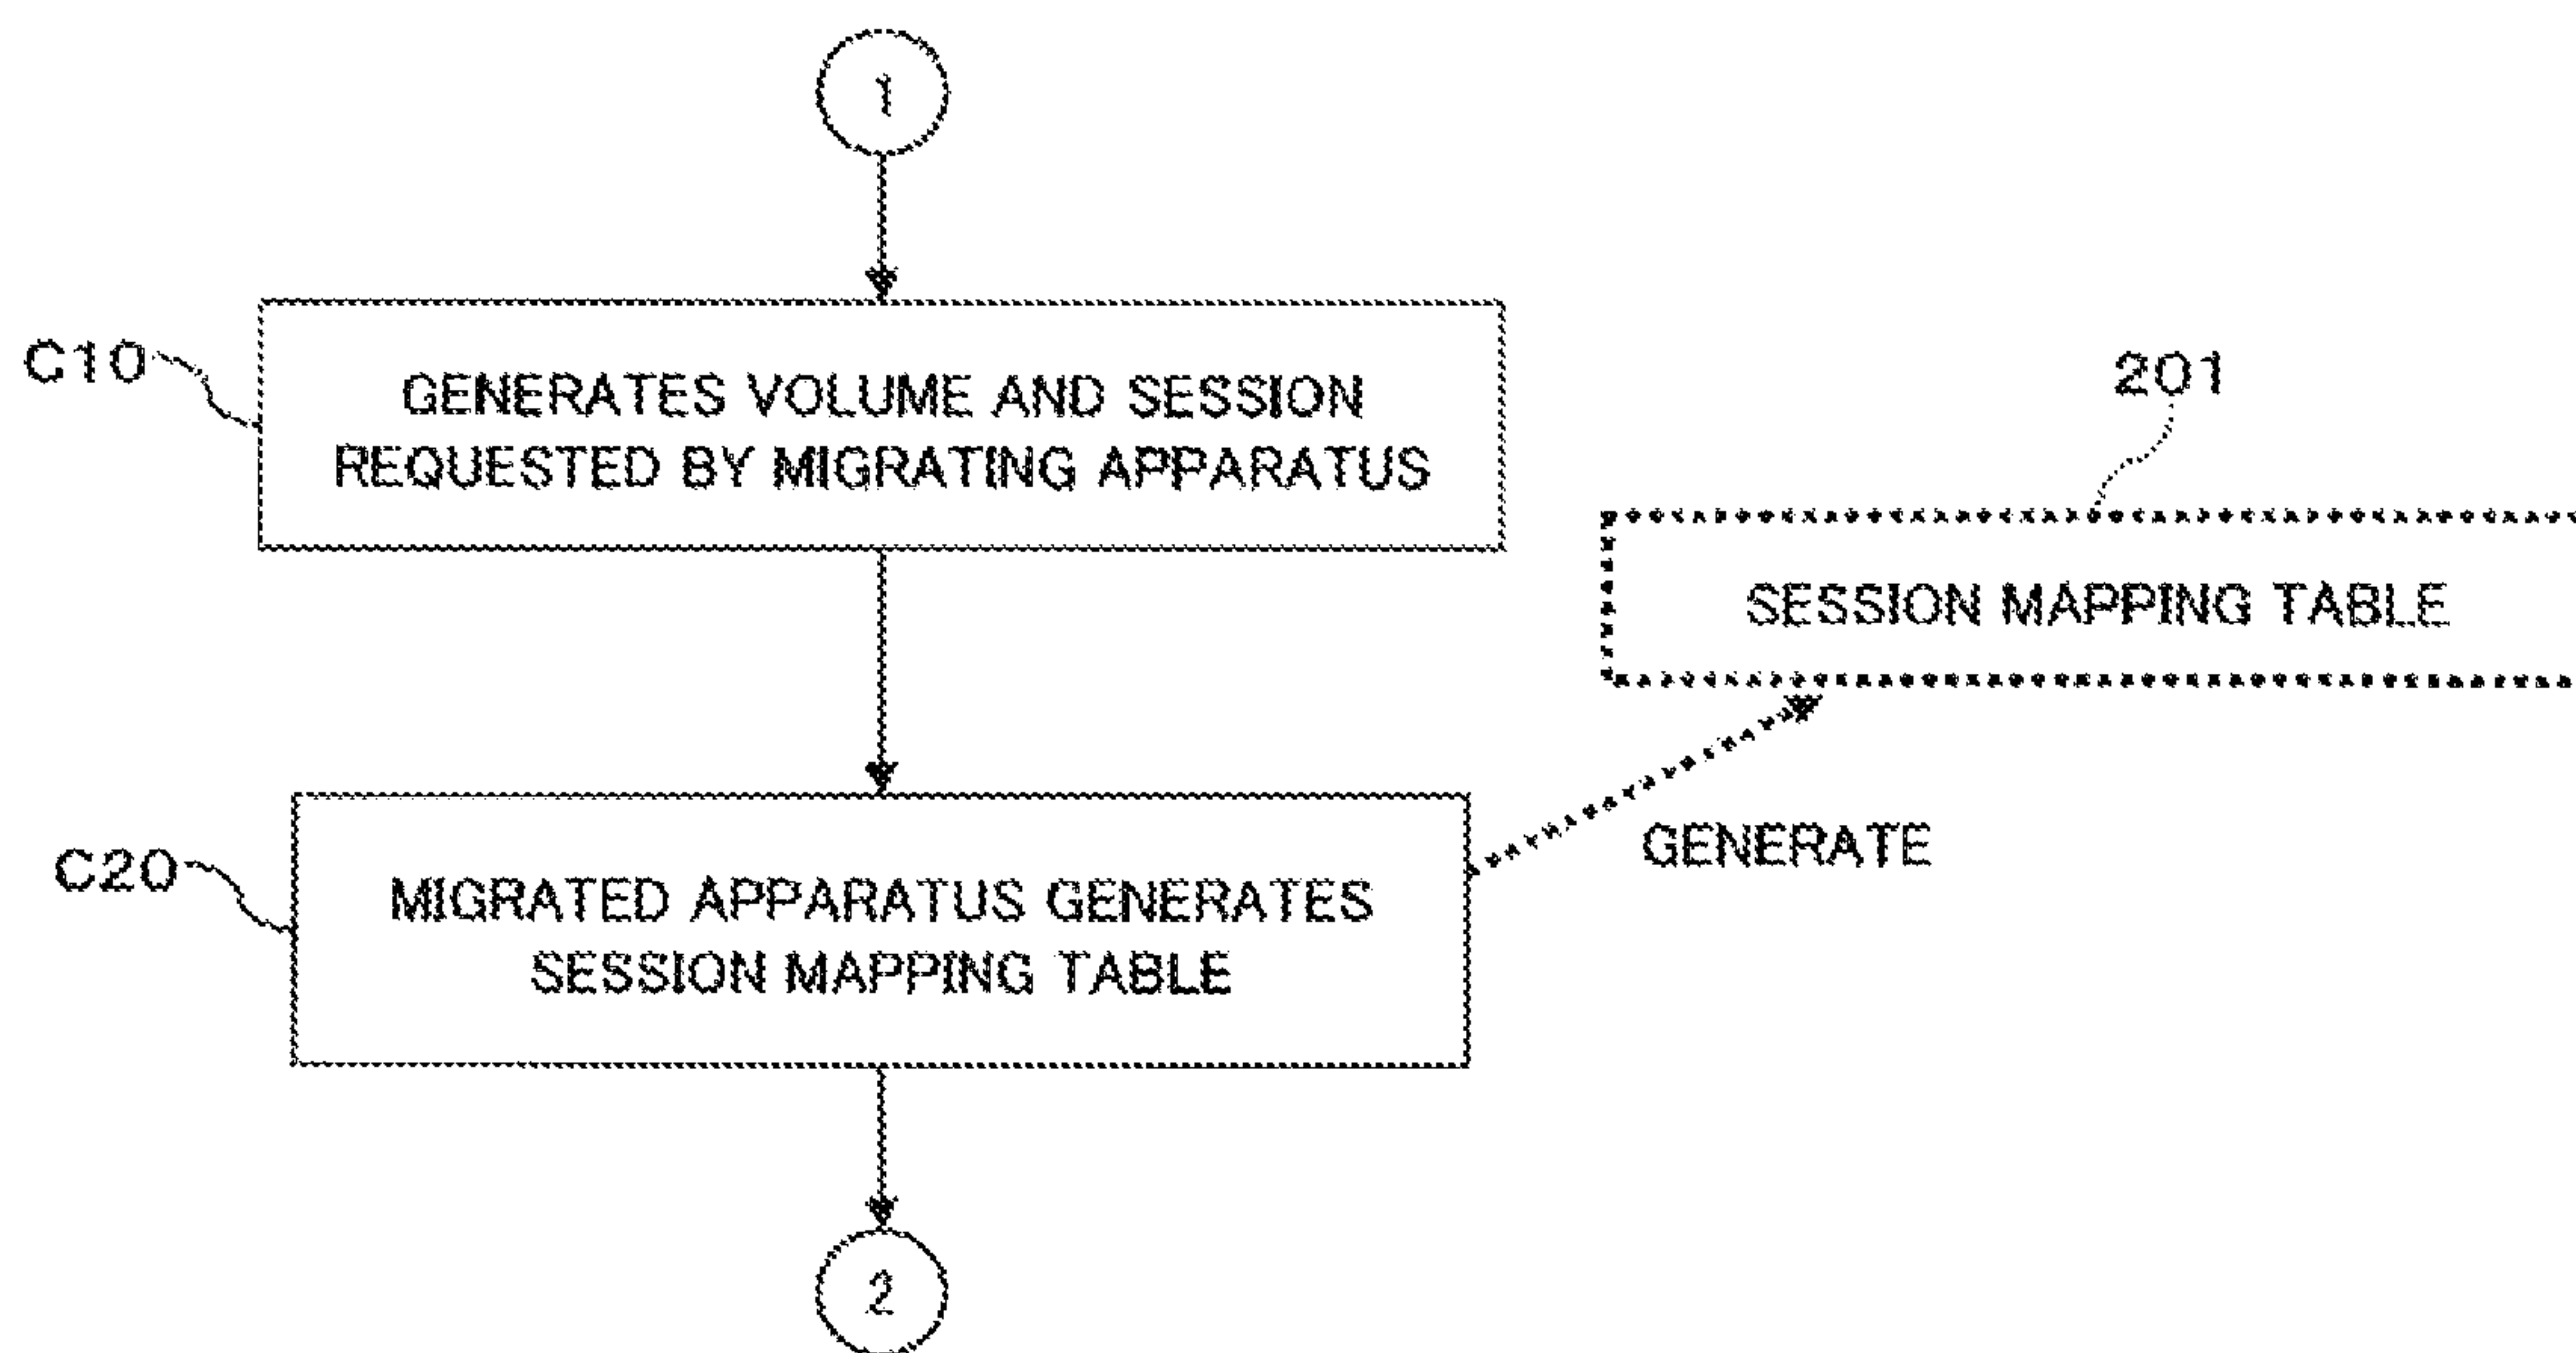 1
C10
GENERATES VOLUME AND SESSION
REQUESTED BY MIGRATING APPARATUS
201
SESSION MAPPING TABLE
GENERATE
C20
MIGRATED APPARATUS GENERATES
SESSION MAPPING TABLE
2